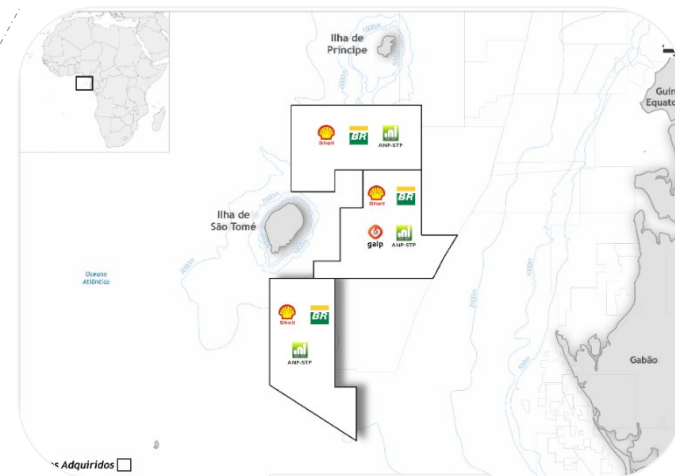 Ilha de
Príncipe
Guin
Equato
Shell BR ANP-STP
Shell BR
Ilha de
São Tomé
galp ANP-STP
Oceano
Atlântico
Shell BR
ANP-STP
Gabão
s Adquiridos